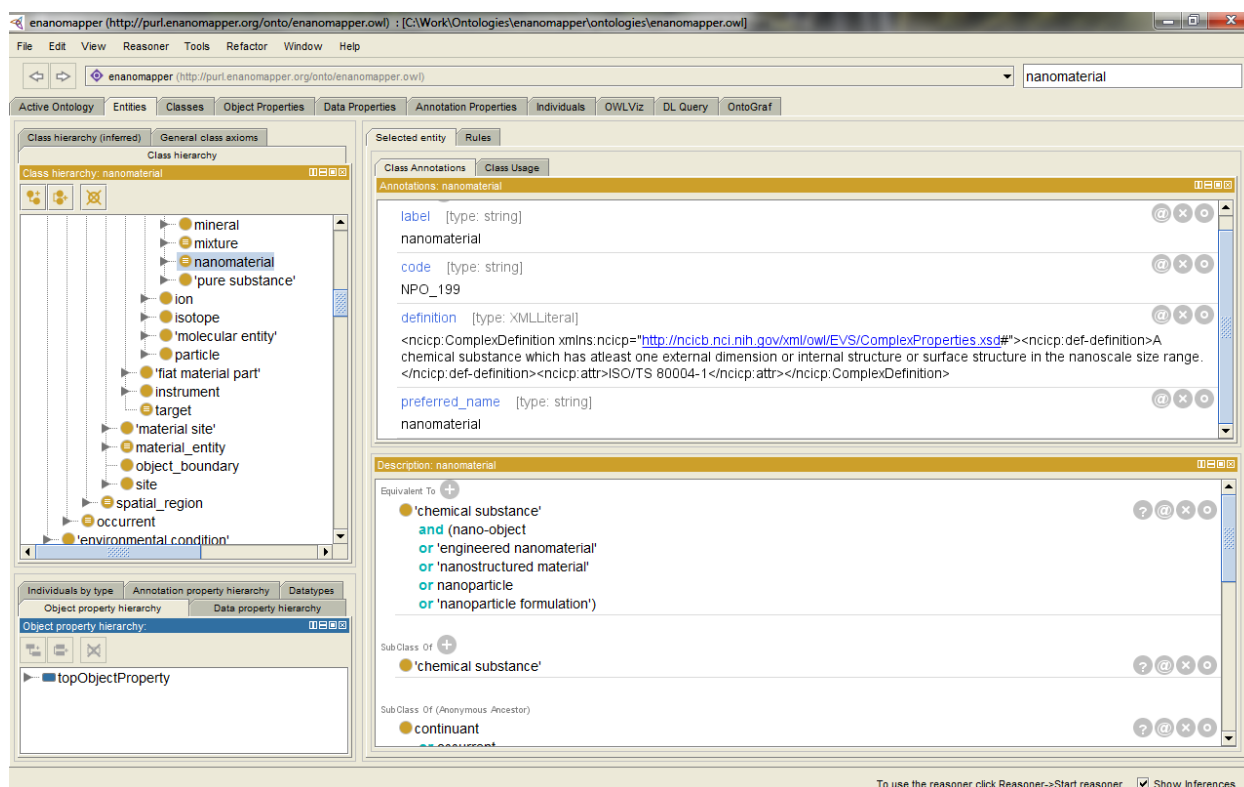 enanomapper (http://purl.enanomapper.org/onto/enanomapper.owl) : [C:\Work\Ontologies\enanomapper\ontologies\enanomapper.owl]
File Edit View Reasoner Tools Refactor Window Help
enanomapper (http://purl.enanomapper.org/onto/enanomapper.owl)
nanomaterial
Active Ontology Entities Classes Object Properties Data Properties Annotation Properties Individuals OWLViz DL Query OntoGraf
Class hierarchy (inferred) General class axioms
Class hierarchy
Class hierarchy: nanomaterial
mineral
mixture
nanomaterial
'pure substance'
ion
isotope
'molecular entity'
particle
'fiat material part'
instrument
target
'material site'
material_entity
object_boundary
site
spatial_region
occurrent
'environmental condition'
Individuals by type Annotation property hierarchy Datatypes
Object property hierarchy Data property hierarchy
Object property hierarchy:
topObjectProperty
Selected entity Rules
Class Annotations Class Usage
Annotations: nanomaterial
label [type: string]
nanomaterial
code [type: string]
NPO_199
definition [type: XMLLiteral]
<ncicp:ComplexDefinition xmlns:ncicp="http://ncicb.nci.nih.gov/xml/owl/EVS/ComplexProperties.xsd#"><ncicp:def-definition>A
chemical substance which has atleast one external dimension or internal structure or surface structure in the nanoscale size range.
</ncicp:def-definition><ncicp:attr>ISO/TS 80004-1</ncicp:attr></ncicp:ComplexDefinition>
preferred_name [type: string]
nanomaterial
Description: nanomaterial
Equivalent To
'chemical substance'
and (nano-object
or 'engineered nanomaterial'
or 'nanostructured material'
or nanoparticle
or 'nanoparticle formulation')
SubClass Of
'chemical substance'
SubClass Of (Anonymous Ancestor)
continuant
or occurrent
To use the reasoner click Reasoner->Start reasoner Show Inferences